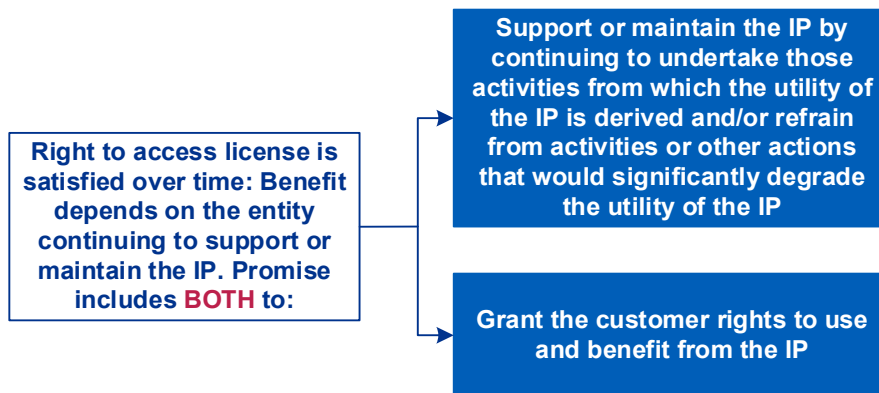 Right to access license is
satisfied over time: Benefit
depends on the entity
continuing to support or
maintain the IP. Promise
includes BOTH to:
Support or maintain the IP by
continuing to undertake those
activities from which the utility of
the IP is derived and/or refrain
from activities or other actions
that would significantly degrade
the utility of the IP
Grant the customer rights to use
and benefit from the IP